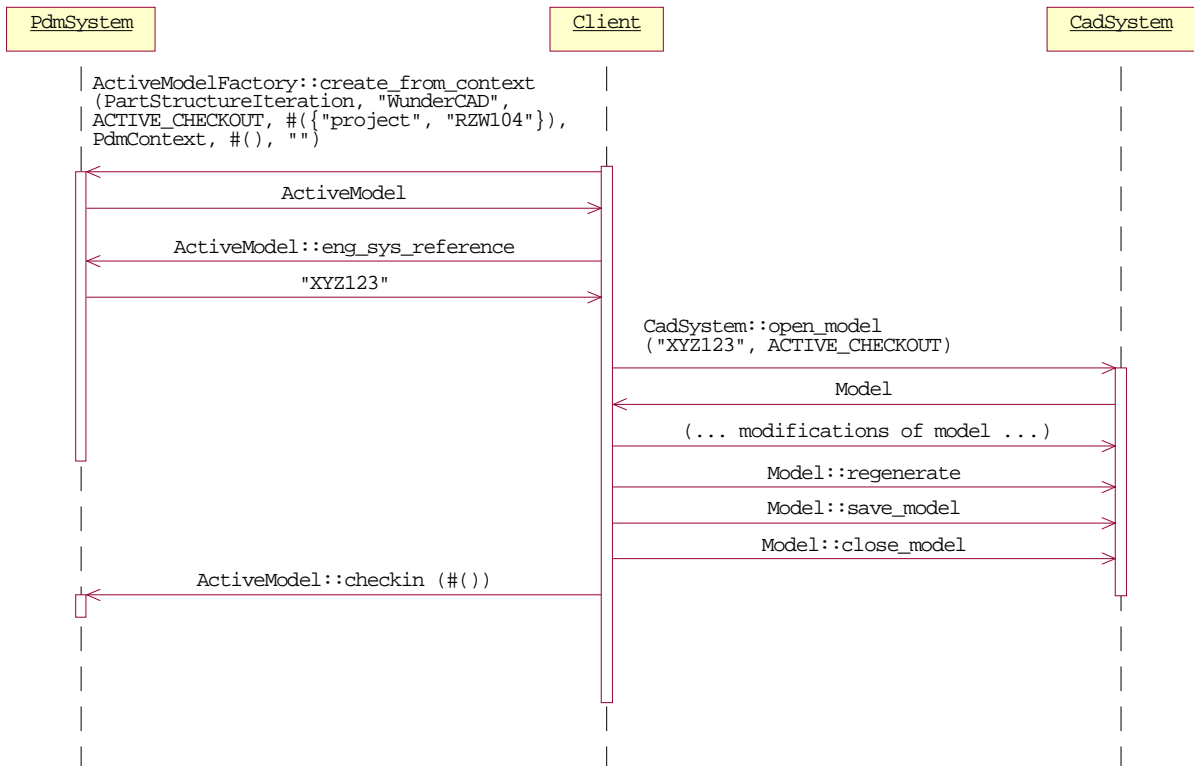 PdmSystem
Client
CadSystem
ActiveModelFactory::create_from_context
(PartStructureIteration, "WunderCAD",
ACTIVE_CHECKOUT, #({"project", "RZW104"}),
PdmContext, #(), "")
ActiveModel
ActiveModel::eng_sys_reference
"XYZ123"
CadSystem::open_model
("XYZ123", ACTIVE_CHECKOUT)
Model
(... modifications of model ...)
Model::regenerate
Model::save_model
Model::close_model
ActiveModel::checkin (#())